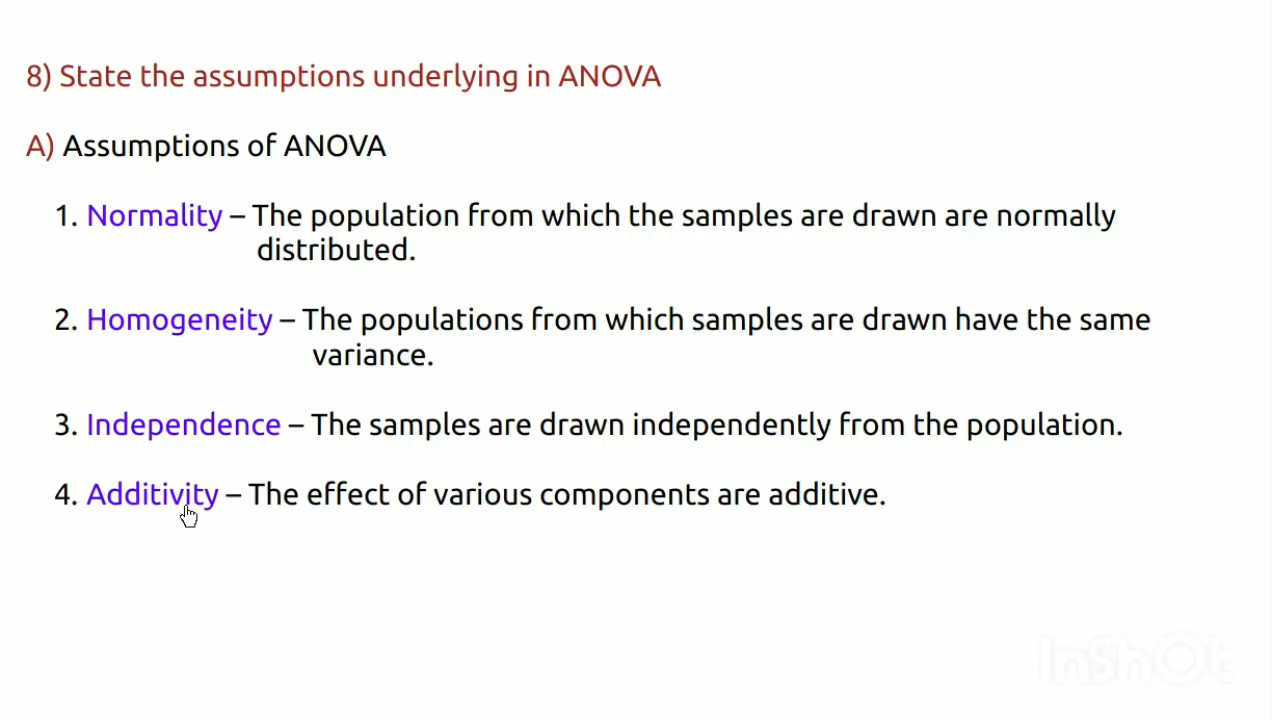 8) State the assumptions underlying in ANOVA
A) Assumptions of ANOVA
1. Normality – The population from which the samples are drawn are normally
distributed.
2. Homogeneity – The populations from which samples are drawn have the same
variance.
3. Independence – The samples are drawn independently from the population.
4. Additivity – The effect of various components are additive.
InShOt